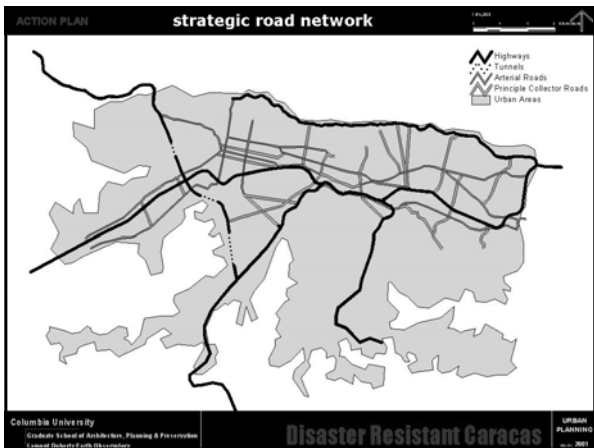 ACTION PLAN
strategic road network
Highways
Tunnels
Arterial Roads
Principle Collector Roads
Urban Areas
Columbia University
Graduate School of Architecture, Planning & Preservation
Lamont Doherty Earth Observatory
Disaster Resistant Caracas
URBAN
PLANNING
2001